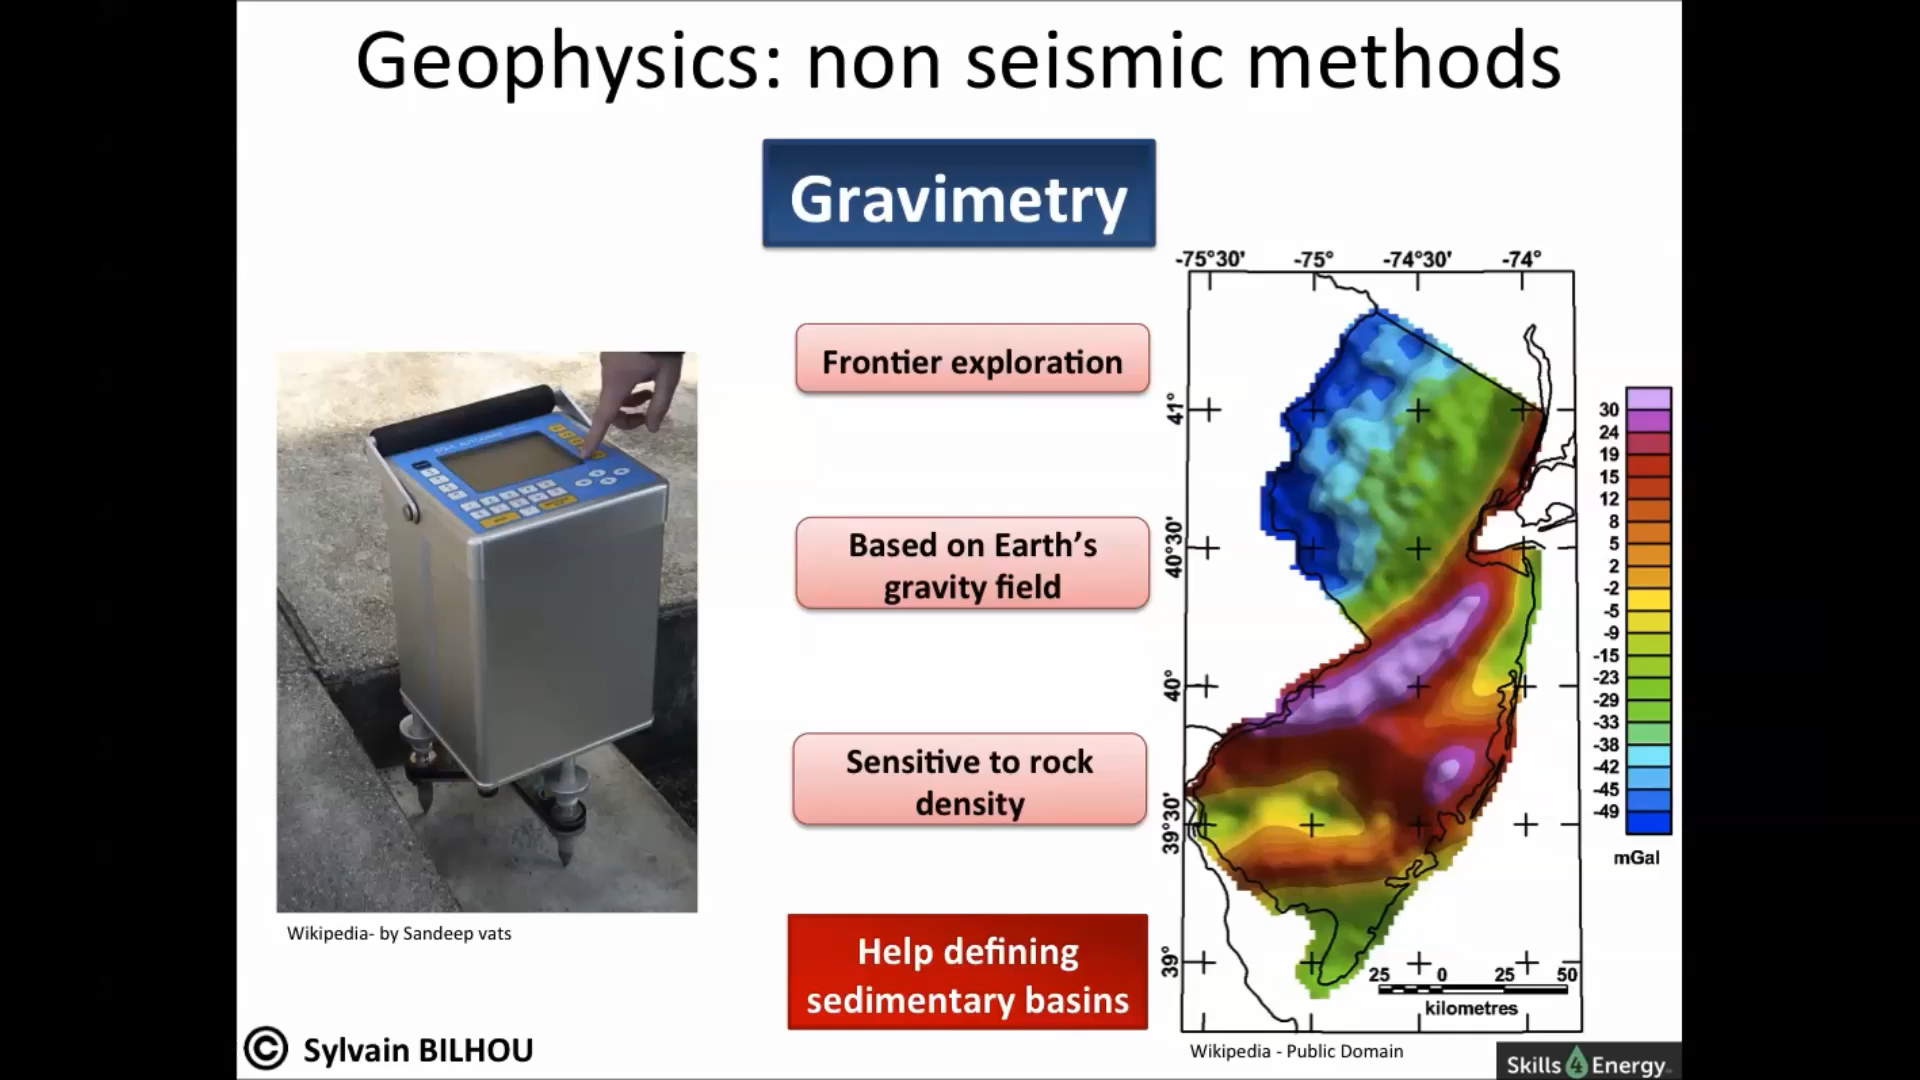 Geophysics: non seismic methods
Gravimetry
Frontier exploration
Based on Earth's
gravity field
Sensitive to rock
density
Help defining
sedimentary basins
Wikipedia- by Sandeep vats
-75°30' -75° -74°30' -74°
41°
40°30'
40°
39°30'
39°
30
24
19
15
12
8
5
2
-2
-5
-9
-15
-23
-29
-33
-38
-42
-45
-49
mGal
25 0 25 50
kilometres
Wikipedia - Public Domain
© Sylvain BILHOU
Skills 4 Energy